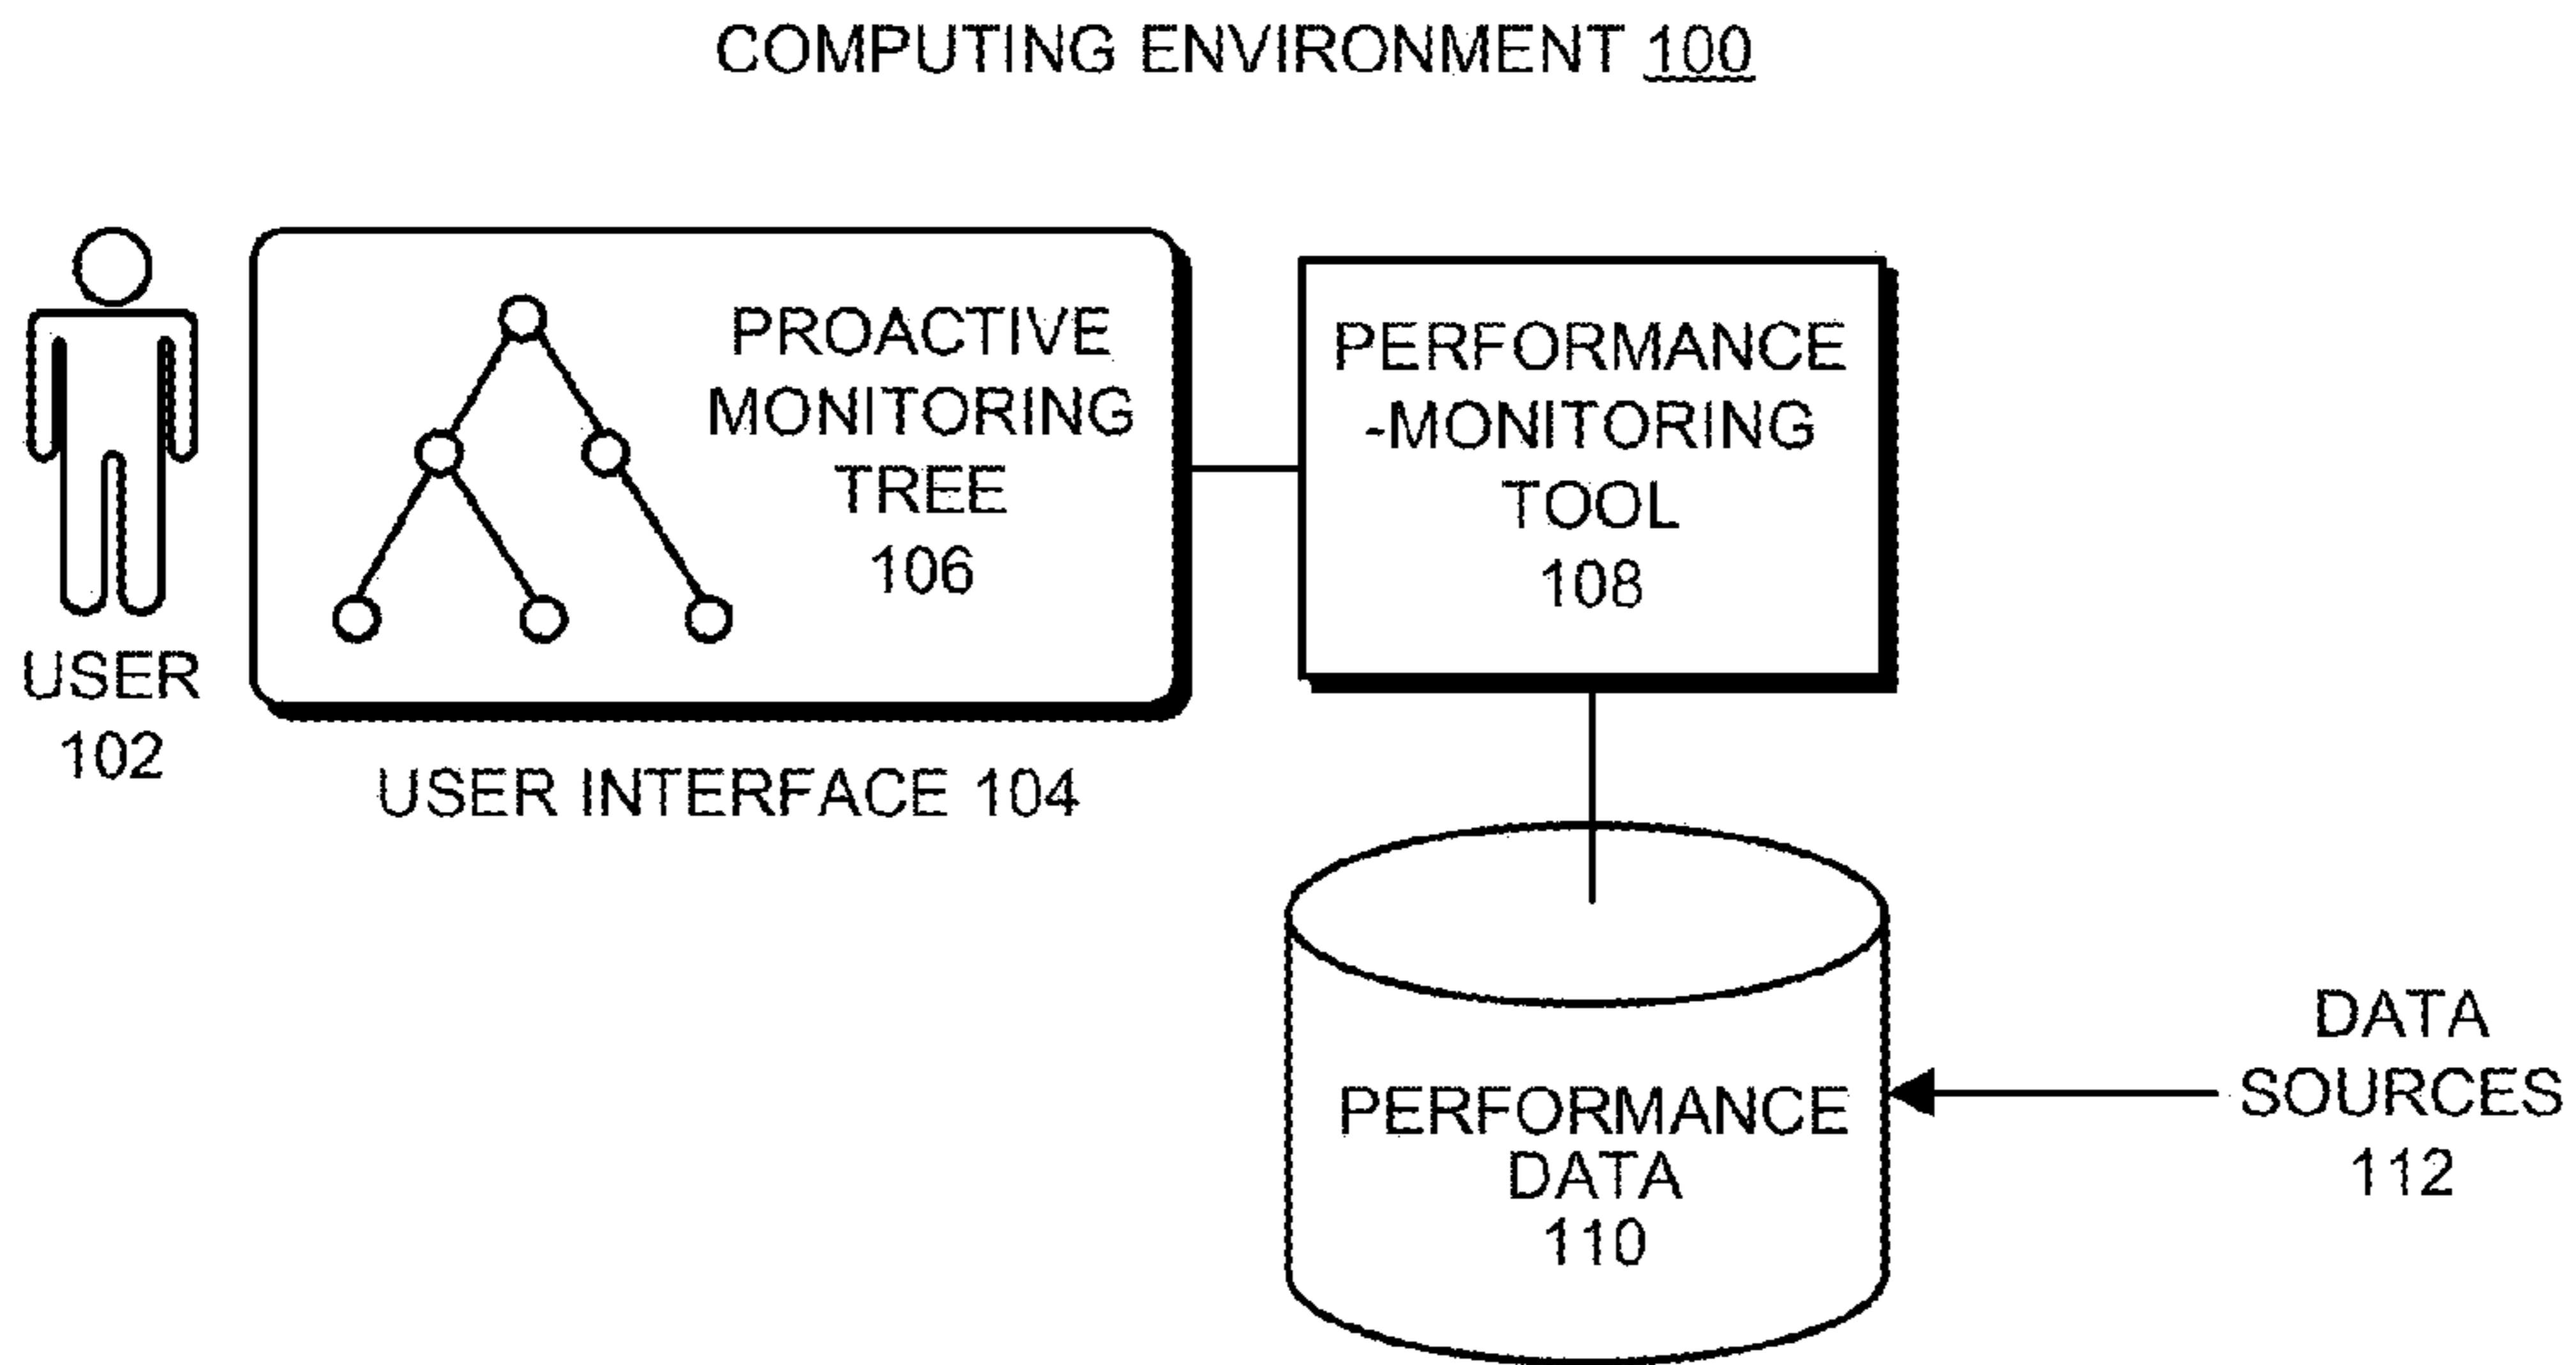 COMPUTING ENVIRONMENT 100
PROACTIVE
MONITORING
TREE
106
USER
102
USER INTERFACE 104
PERFORMANCE
-MONITORING
TOOL
108
PERFORMANCE
DATA
110
DATA
SOURCES
112